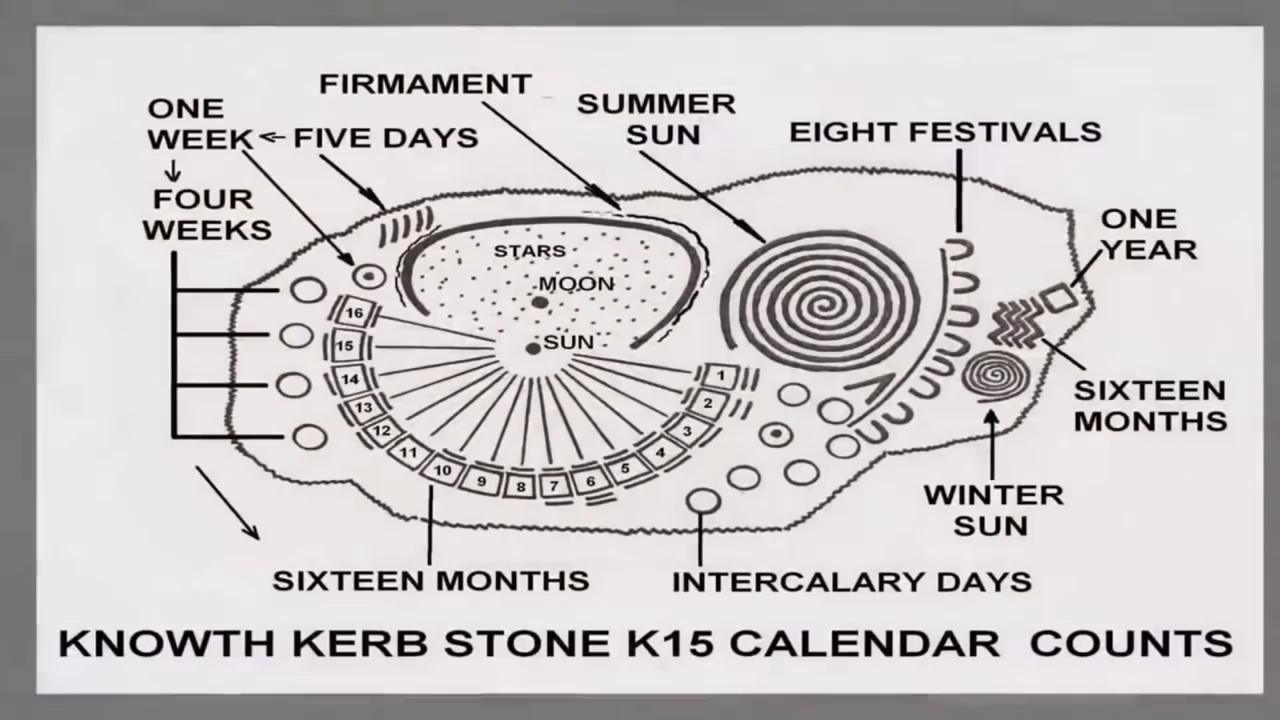 FIRMAMENT
ONE
WEEK
FIVE DAYS
SUMMER
SUN
EIGHT FESTIVALS
FOUR
WEEKS
ONE
YEAR
STARS
MOON
SUN
16
15
14
13
12
11
10
9
8
7
6
5
4
3
2
1
SIXTEEN
MONTHS
WINTER
SUN
SIXTEEN MONTHS
INTERCALARY DAYS
KNOWTH KERB STONE K15 CALENDAR COUNTS